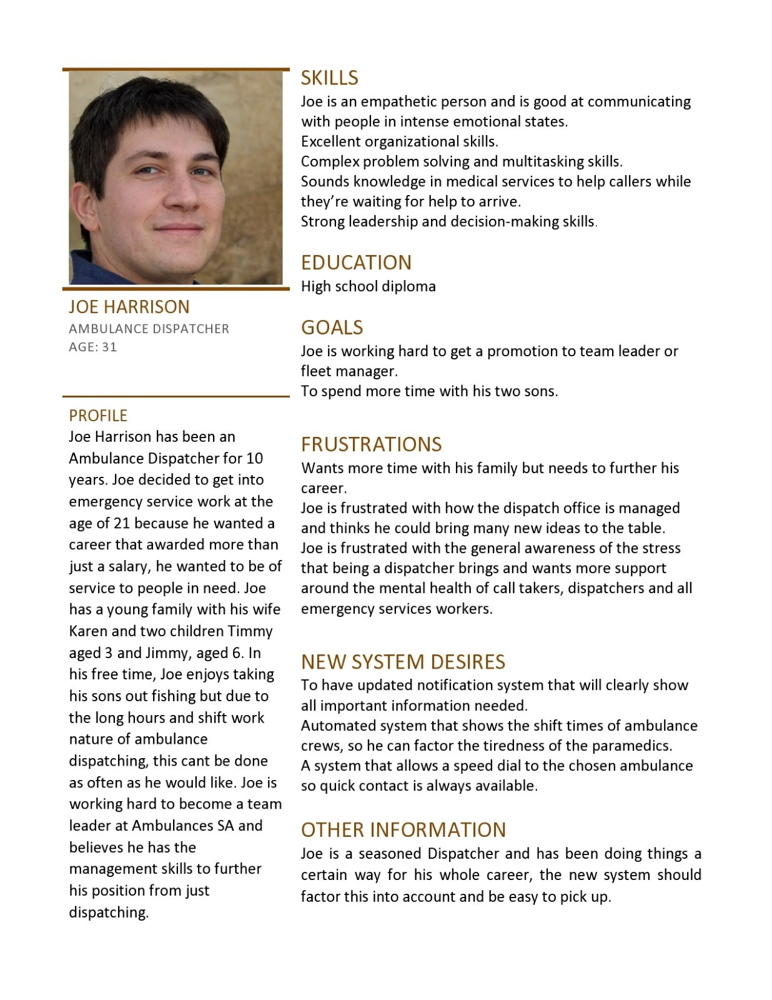 JOE HARRISON
AMBULANCE DISPATCHER
AGE: 31
PROFILE
Joe Harrison has been an
Ambulance Dispatcher for 10
years. Joe decided to get into
emergency service work at the
age of 21 because he wanted a
career that awarded more than
just a salary, he wanted to be of
service to people in need. Joe
has a young family with his wife
Karen and two children Timmy
aged 3 and Jimmy, aged 6. In
his free time, Joe enjoys taking
his sons out fishing but due to
the long hours and shift work
nature of ambulance
dispatching, this cant be done
as often as he would like. Joe is
working hard to become a team
leader at Ambulances SA and
believes he has the
management skills to further
his position from just
dispatching.
SKILLS
Joe is an empathetic person and is good at communicating
with people in intense emotional states.
Excellent organizational skills.
Complex problem solving and multitasking skills.
Sounds knowledge in medical services to help callers while
they’re waiting for help to arrive.
Strong leadership and decision-making skills.
EDUCATION
High school diploma
GOALS
Joe is working hard to get a promotion to team leader or
fleet manager.
To spend more time with his two sons.
FRUSTRATIONS
Wants more time with his family but needs to further his
career.
Joe is frustrated with how the dispatch office is managed
and thinks he could bring many new ideas to the table.
Joe is frustrated with the general awareness of the stress
that being a dispatcher brings and wants more support
around the mental health of call takers, dispatchers and all
emergency services workers.
NEW SYSTEM DESIRES
To have updated notification system that will clearly show
all important information needed.
Automated system that shows the shift times of ambulance
crews, so he can factor the tiredness of the paramedics.
A system that allows a speed dial to the chosen ambulance
so quick contact is always available.
OTHER INFORMATION
Joe is a seasoned Dispatcher and has been doing things a
certain way for his whole career, the new system should
factor this into account and be easy to pick up.